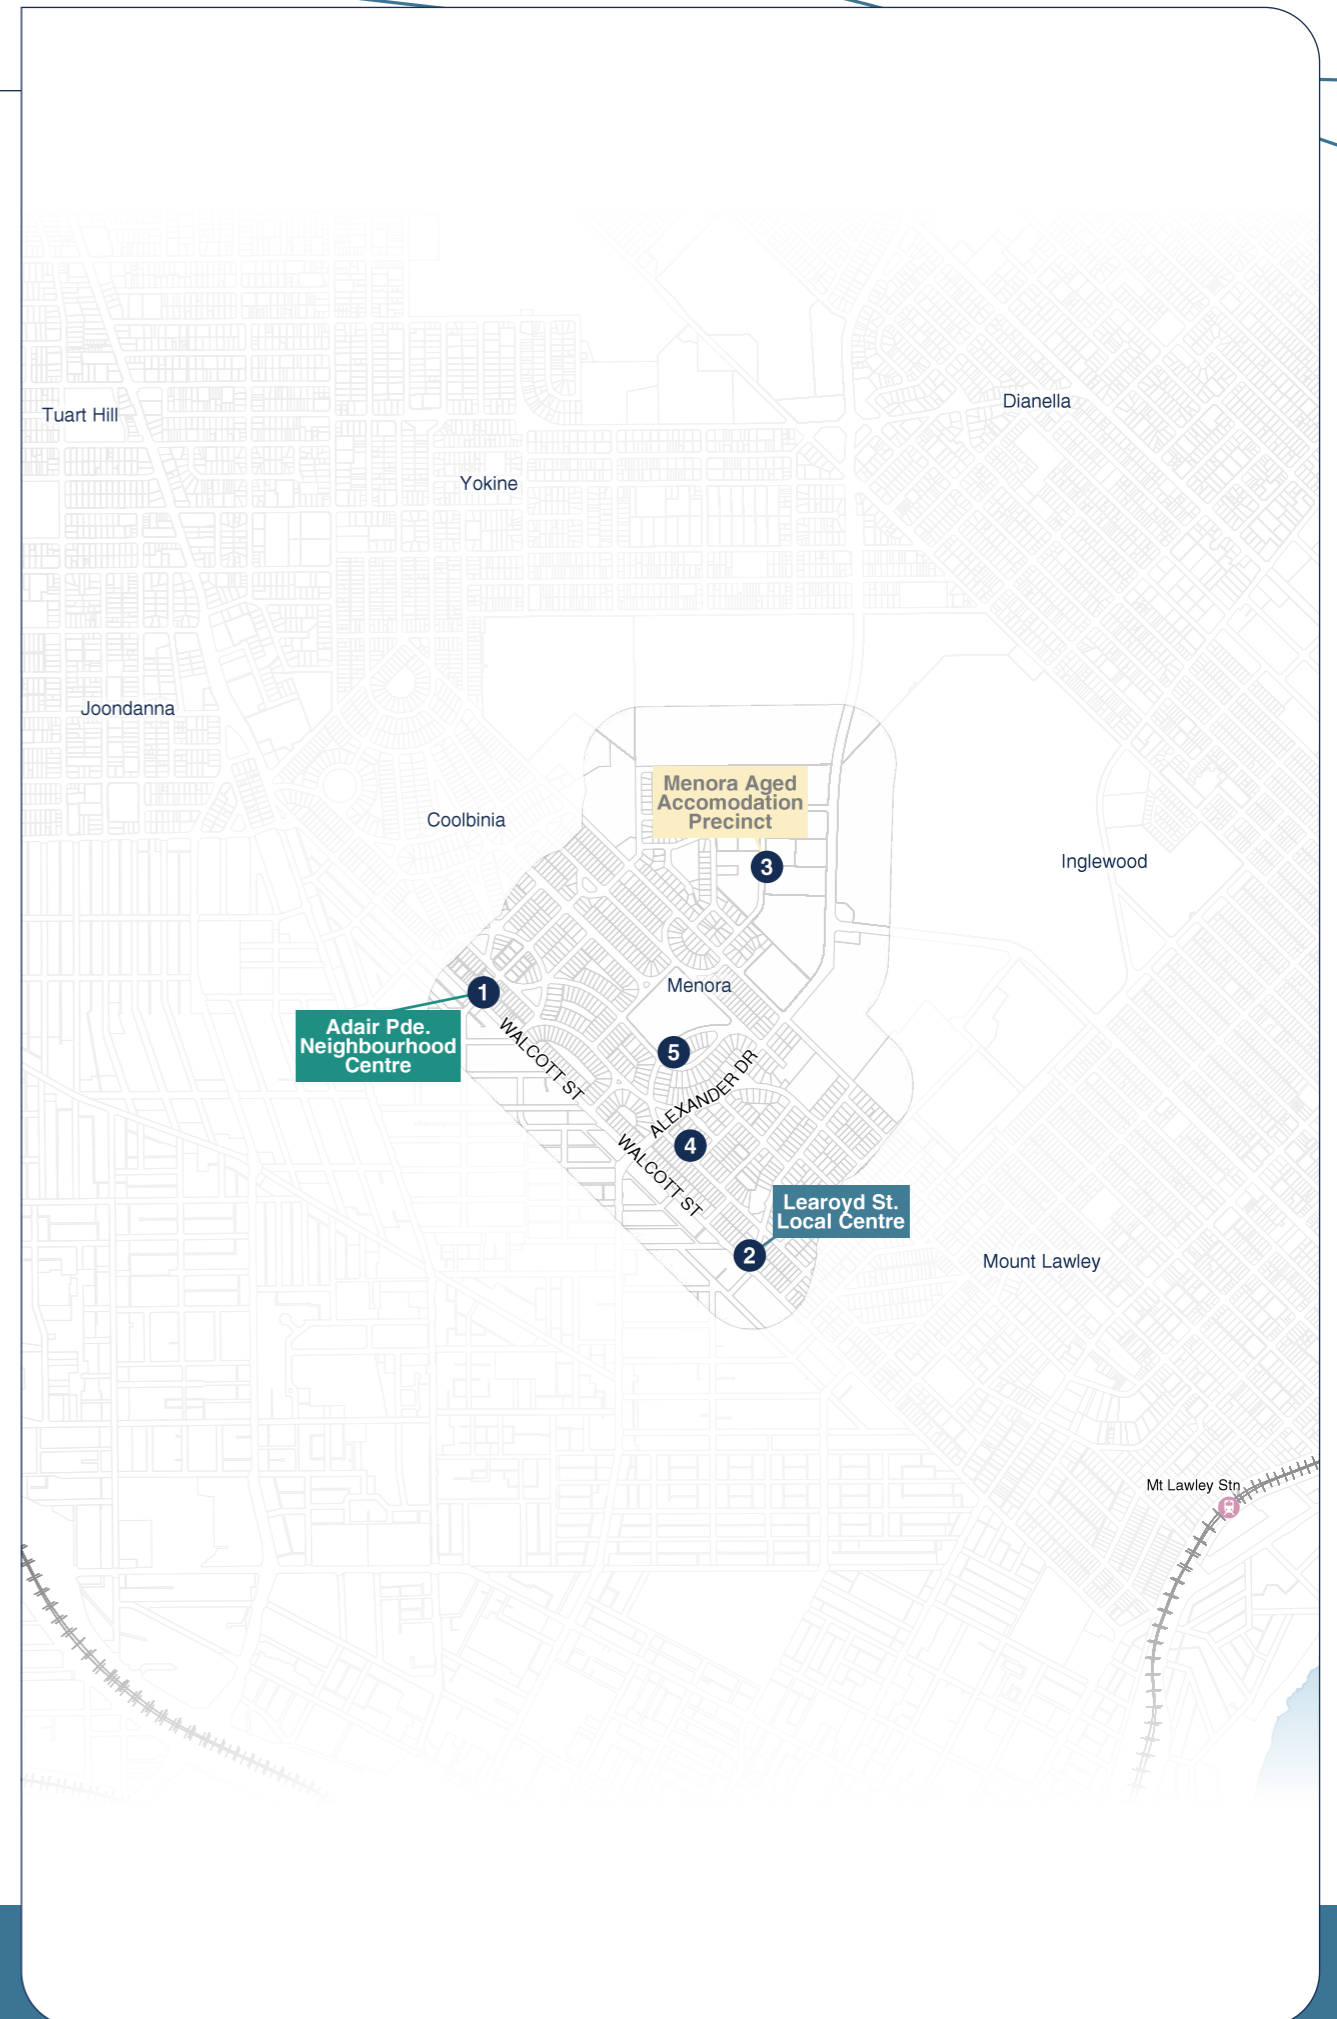 Tuart Hill
Dianella
Yokine
Joondanna
Menora Aged
Accomodation
Precinct
Coolbinia
Inglewood
3
Menora
1
Adair Pde.
Neighbourhood
Centre
WALCOTT ST
5
ALEXANDER DR
4
WALCOTT ST
Learoyd St.
Local Centre
2
Mount Lawley
Mt Lawley Stn